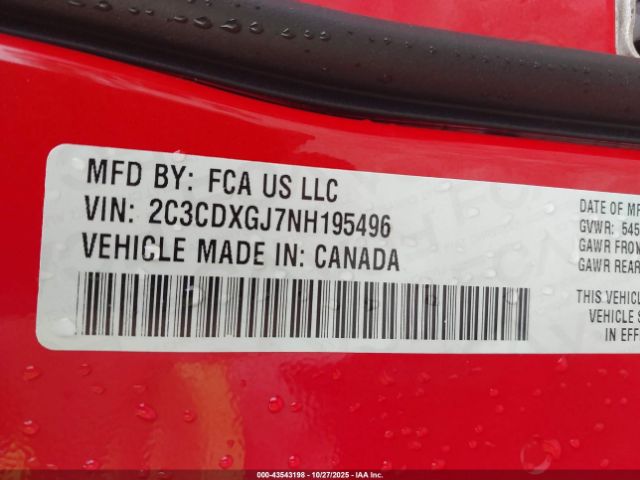 MFD BY: FCA US LLC
VIN: 2C3CDXGJ7NH195496
VEHICLE MADE IN: CANADA
DATE OF MF
GVWR: 545
GAWR FRON
GAWR REAR
THIS VEHIC
VEHICLE S
IN EFF
000-43543198 - 10/27/2025 - IAA Inc.